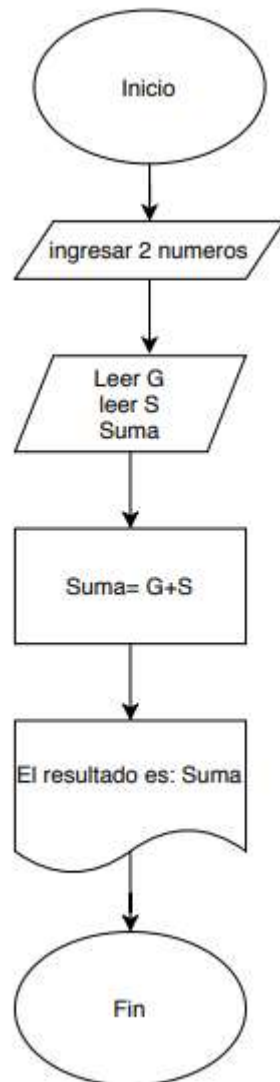 Inicio
ingresar 2 numeros
Leer G
leer S
Suma
Suma= G+S
El resultado es: Suma
Fin